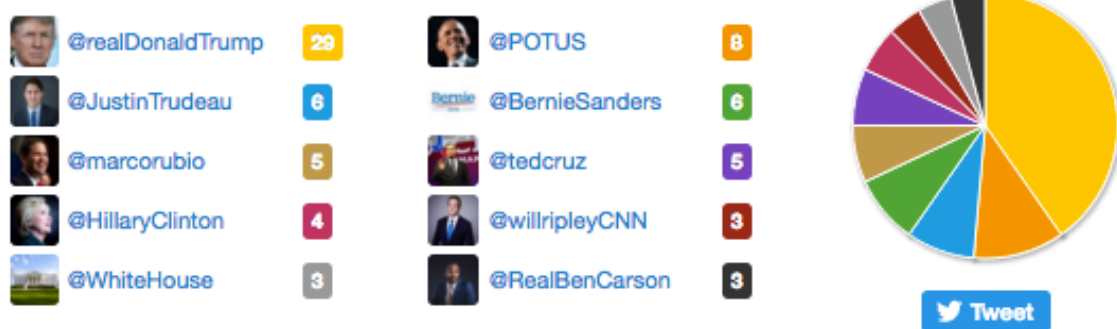 @realDonaldTrump 29 @POTUS 8
@JustinTrudeau 6 Bernie @BernieSanders 6
@marcorubio 5 @tedcruz 5
@HillaryClinton 4 @willripleyCNN 3
@WhiteHouse 3 @RealBenCarson 3
Tweet